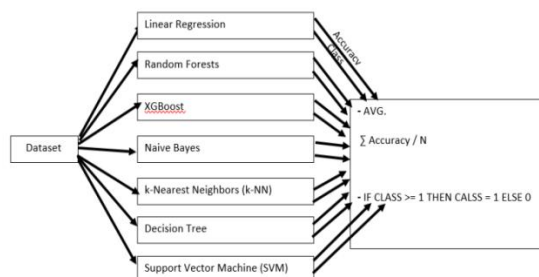 Linear Regression
Accuracy
Class
Random Forests
- AVG.
XGBoost
∑ Accuracy / N
Dataset
Naive Bayes
k-Nearest Neighbors (k-NN)
- IF CLASS >= 1 THEN CALSS = 1 ELSE 0
Decision Tree
Support Vector Machine (SVM)